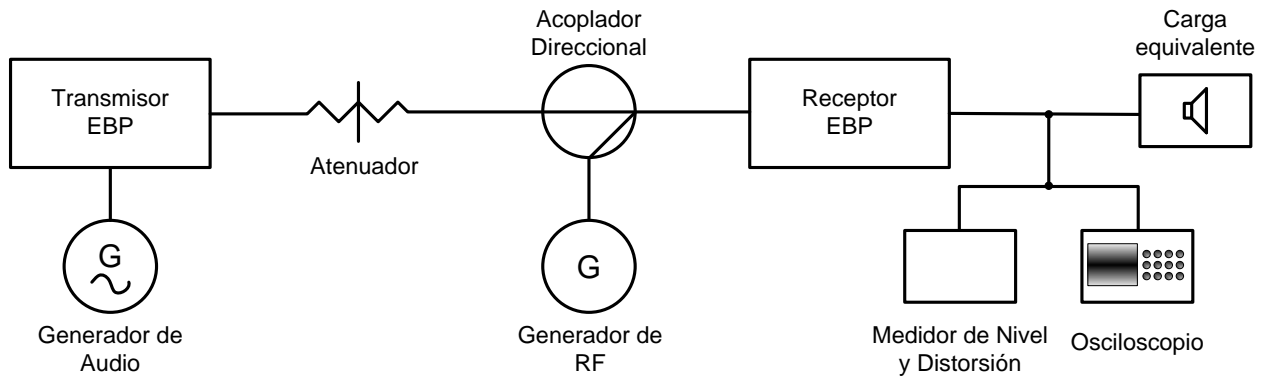 Acoplador
Direccional
Carga
equivalente
Transmisor
EBP
Receptor
EBP
Atenuador
G
G
Generador de
Audio
Generador de
RF
Medidor de Nivel
y Distorsión
Osciloscopio